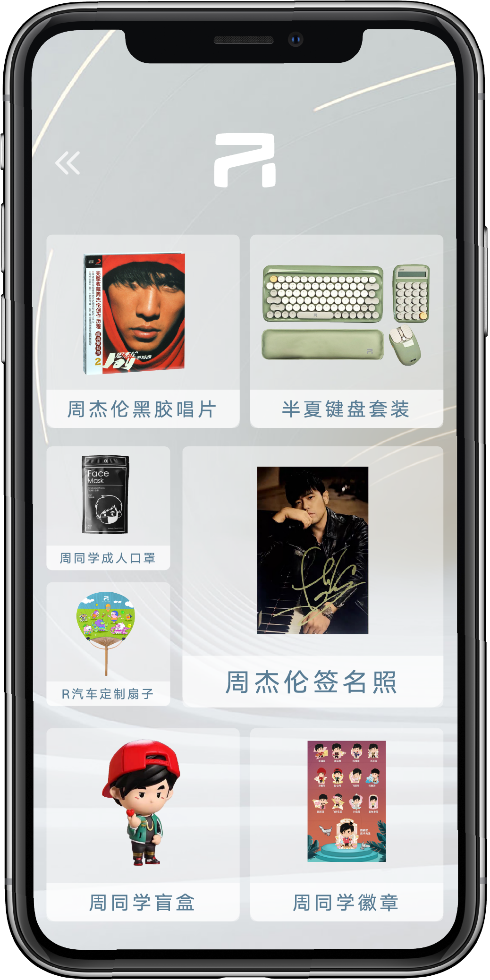 周杰伦黑胶唱片
半夏键盘套装
Face
Mask
周同学成人口罩
R汽车定制扇子
周杰伦签名照
周同学盲盒
周同学徽章